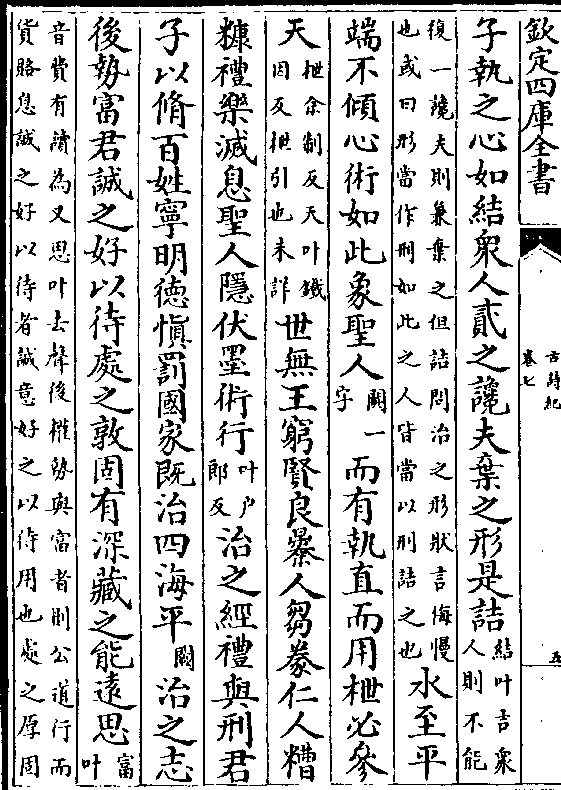 欽定四庫全書
古詩紀
卷七
五
子執之心如結衆人貳之讒夫棄之形是詰結叶吉衆人則不能
復一讒夫則兼棄之但詰問治之形狀言侮慢
也或曰形當作刑如此之人皆當以刑詰之也
水至平
端不傾心術如此象聖人闕一字而有執直而用枻必參
天枻余制反天叶鐵因反枻引也未詳世無王窮賢良暴人芻豢仁人糟
糠禮樂滅息聖人隱伏墨術行叶户郎反治之經禮與刑君
子以脩百姓寧明徳慎罰國家既治四海平闕治之志
後勢富君誠之好以待處之敦固有深藏之能遠思富叶
音費有讀為又思叶去聲後權勢與富者則公道行而
貨賂息誠之好以待者誠意好之以待用也處之厚固